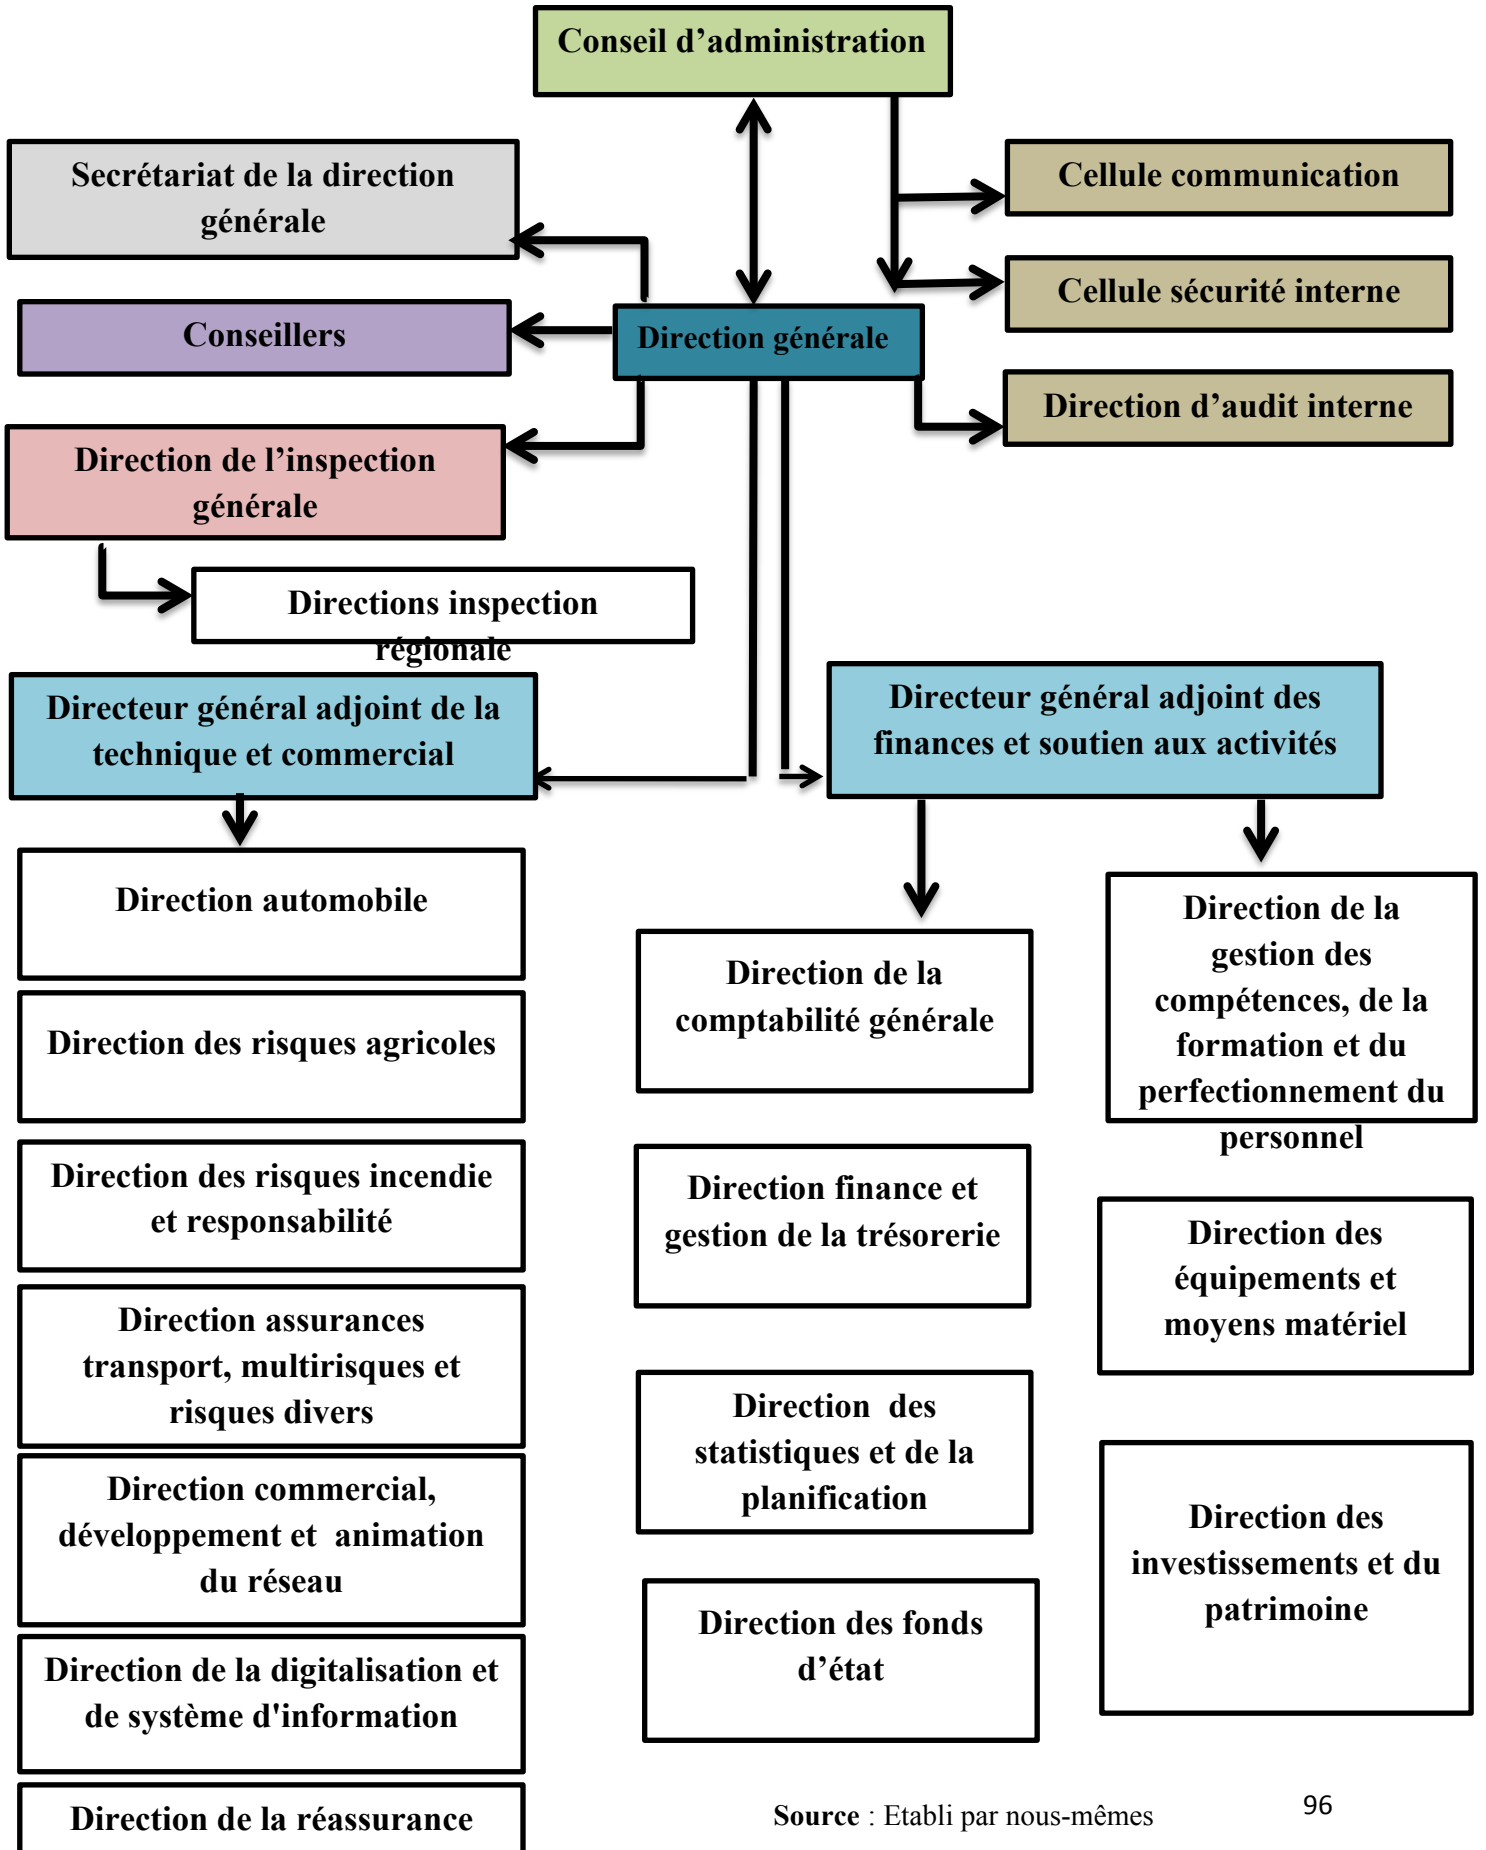 Conseil d’administration
Secrétariat de la direction
générale
Cellule communication
Cellule sécurité interne
Conseillers
Direction générale
Direction d’audit interne
Direction de l’inspection
générale
Directions inspection
régionale
Directeur général adjoint de la
technique et commercial
Directeur général adjoint des
finances et soutien aux activités
Direction automobile
Direction des risques agricoles
Direction des risques incendie
et responsabilité
Direction assurances
transport, multirisques et
risques divers
Direction commercial,
développement et  animation
du réseau
Direction de la digitalisation et
de système d'information
Direction de la réassurance
Direction de la
comptabilité générale
Direction finance et
gestion de la trésorerie
Direction  des
statistiques et de la
planification
Direction des fonds
d’état
Direction de la
gestion des
compétences, de la
formation et du
perfectionnement du
personnel
Direction des
équipements et
moyens matériel
Direction des
investissements et du
patrimoine
Source : Etabli par nous-mêmes
96